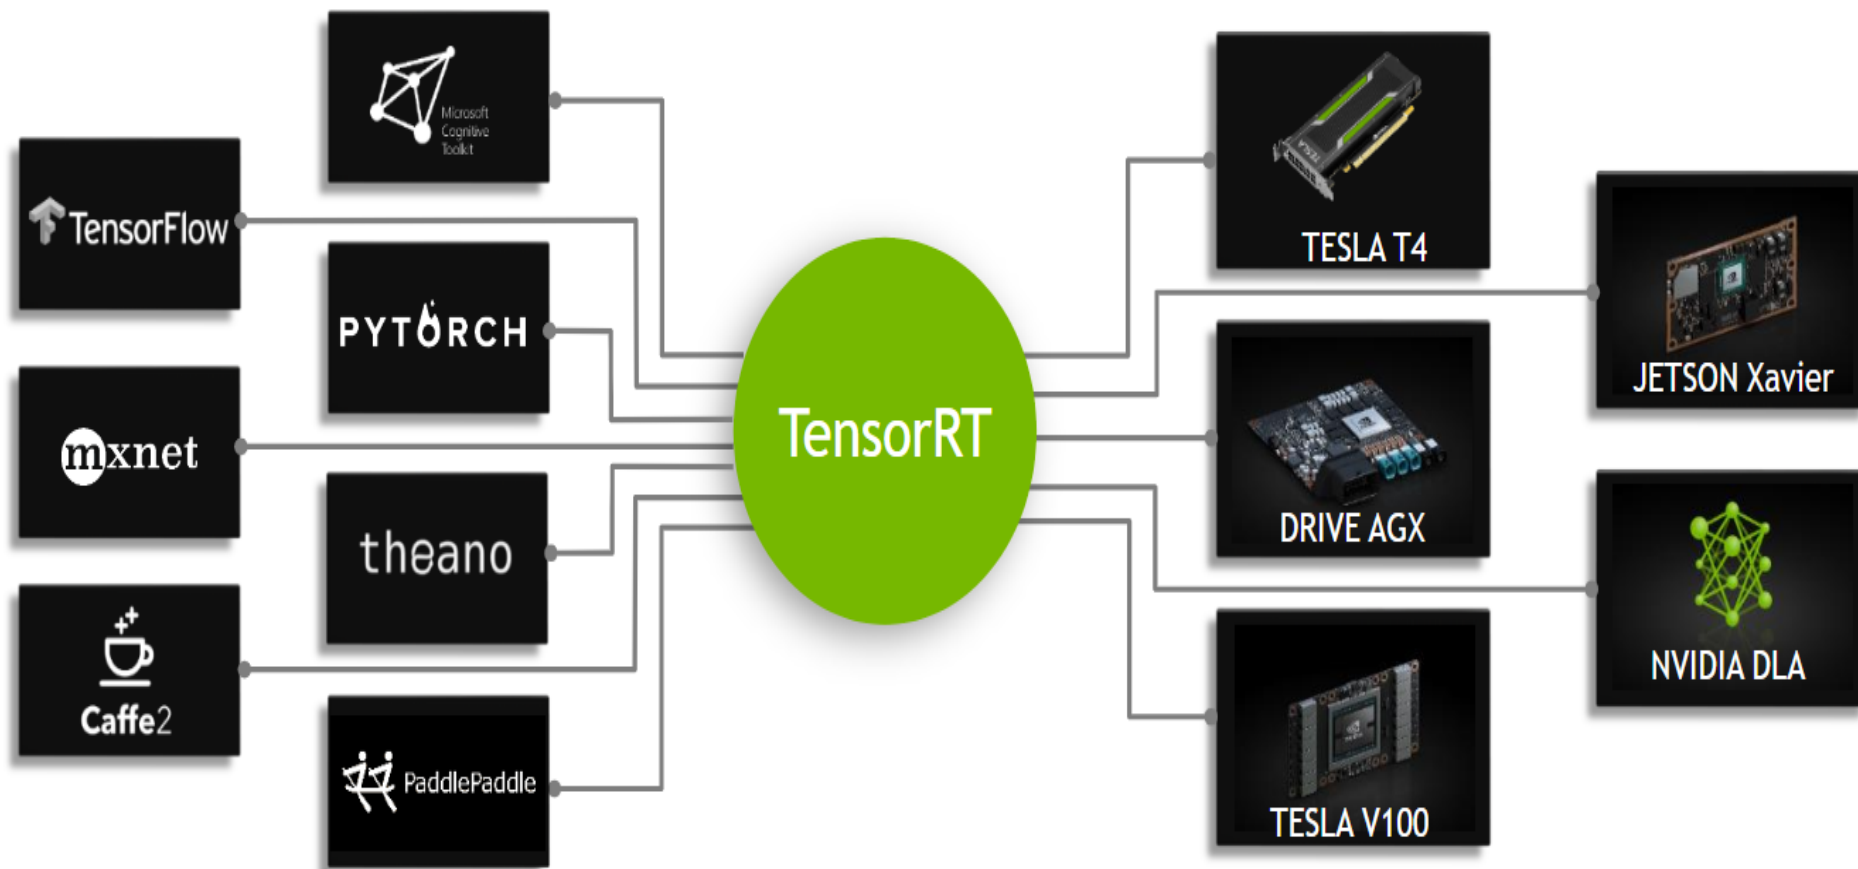 Microsoft
Cognitive
Toolkit
TensorFlow
PYTORCH
mxnet
theano
Caffe2
PaddlePaddle
TensorRT
TESLA
TESLA T4
JETSON Xavier
DRIVE AGX
NVIDIA DLA
TESLA V100